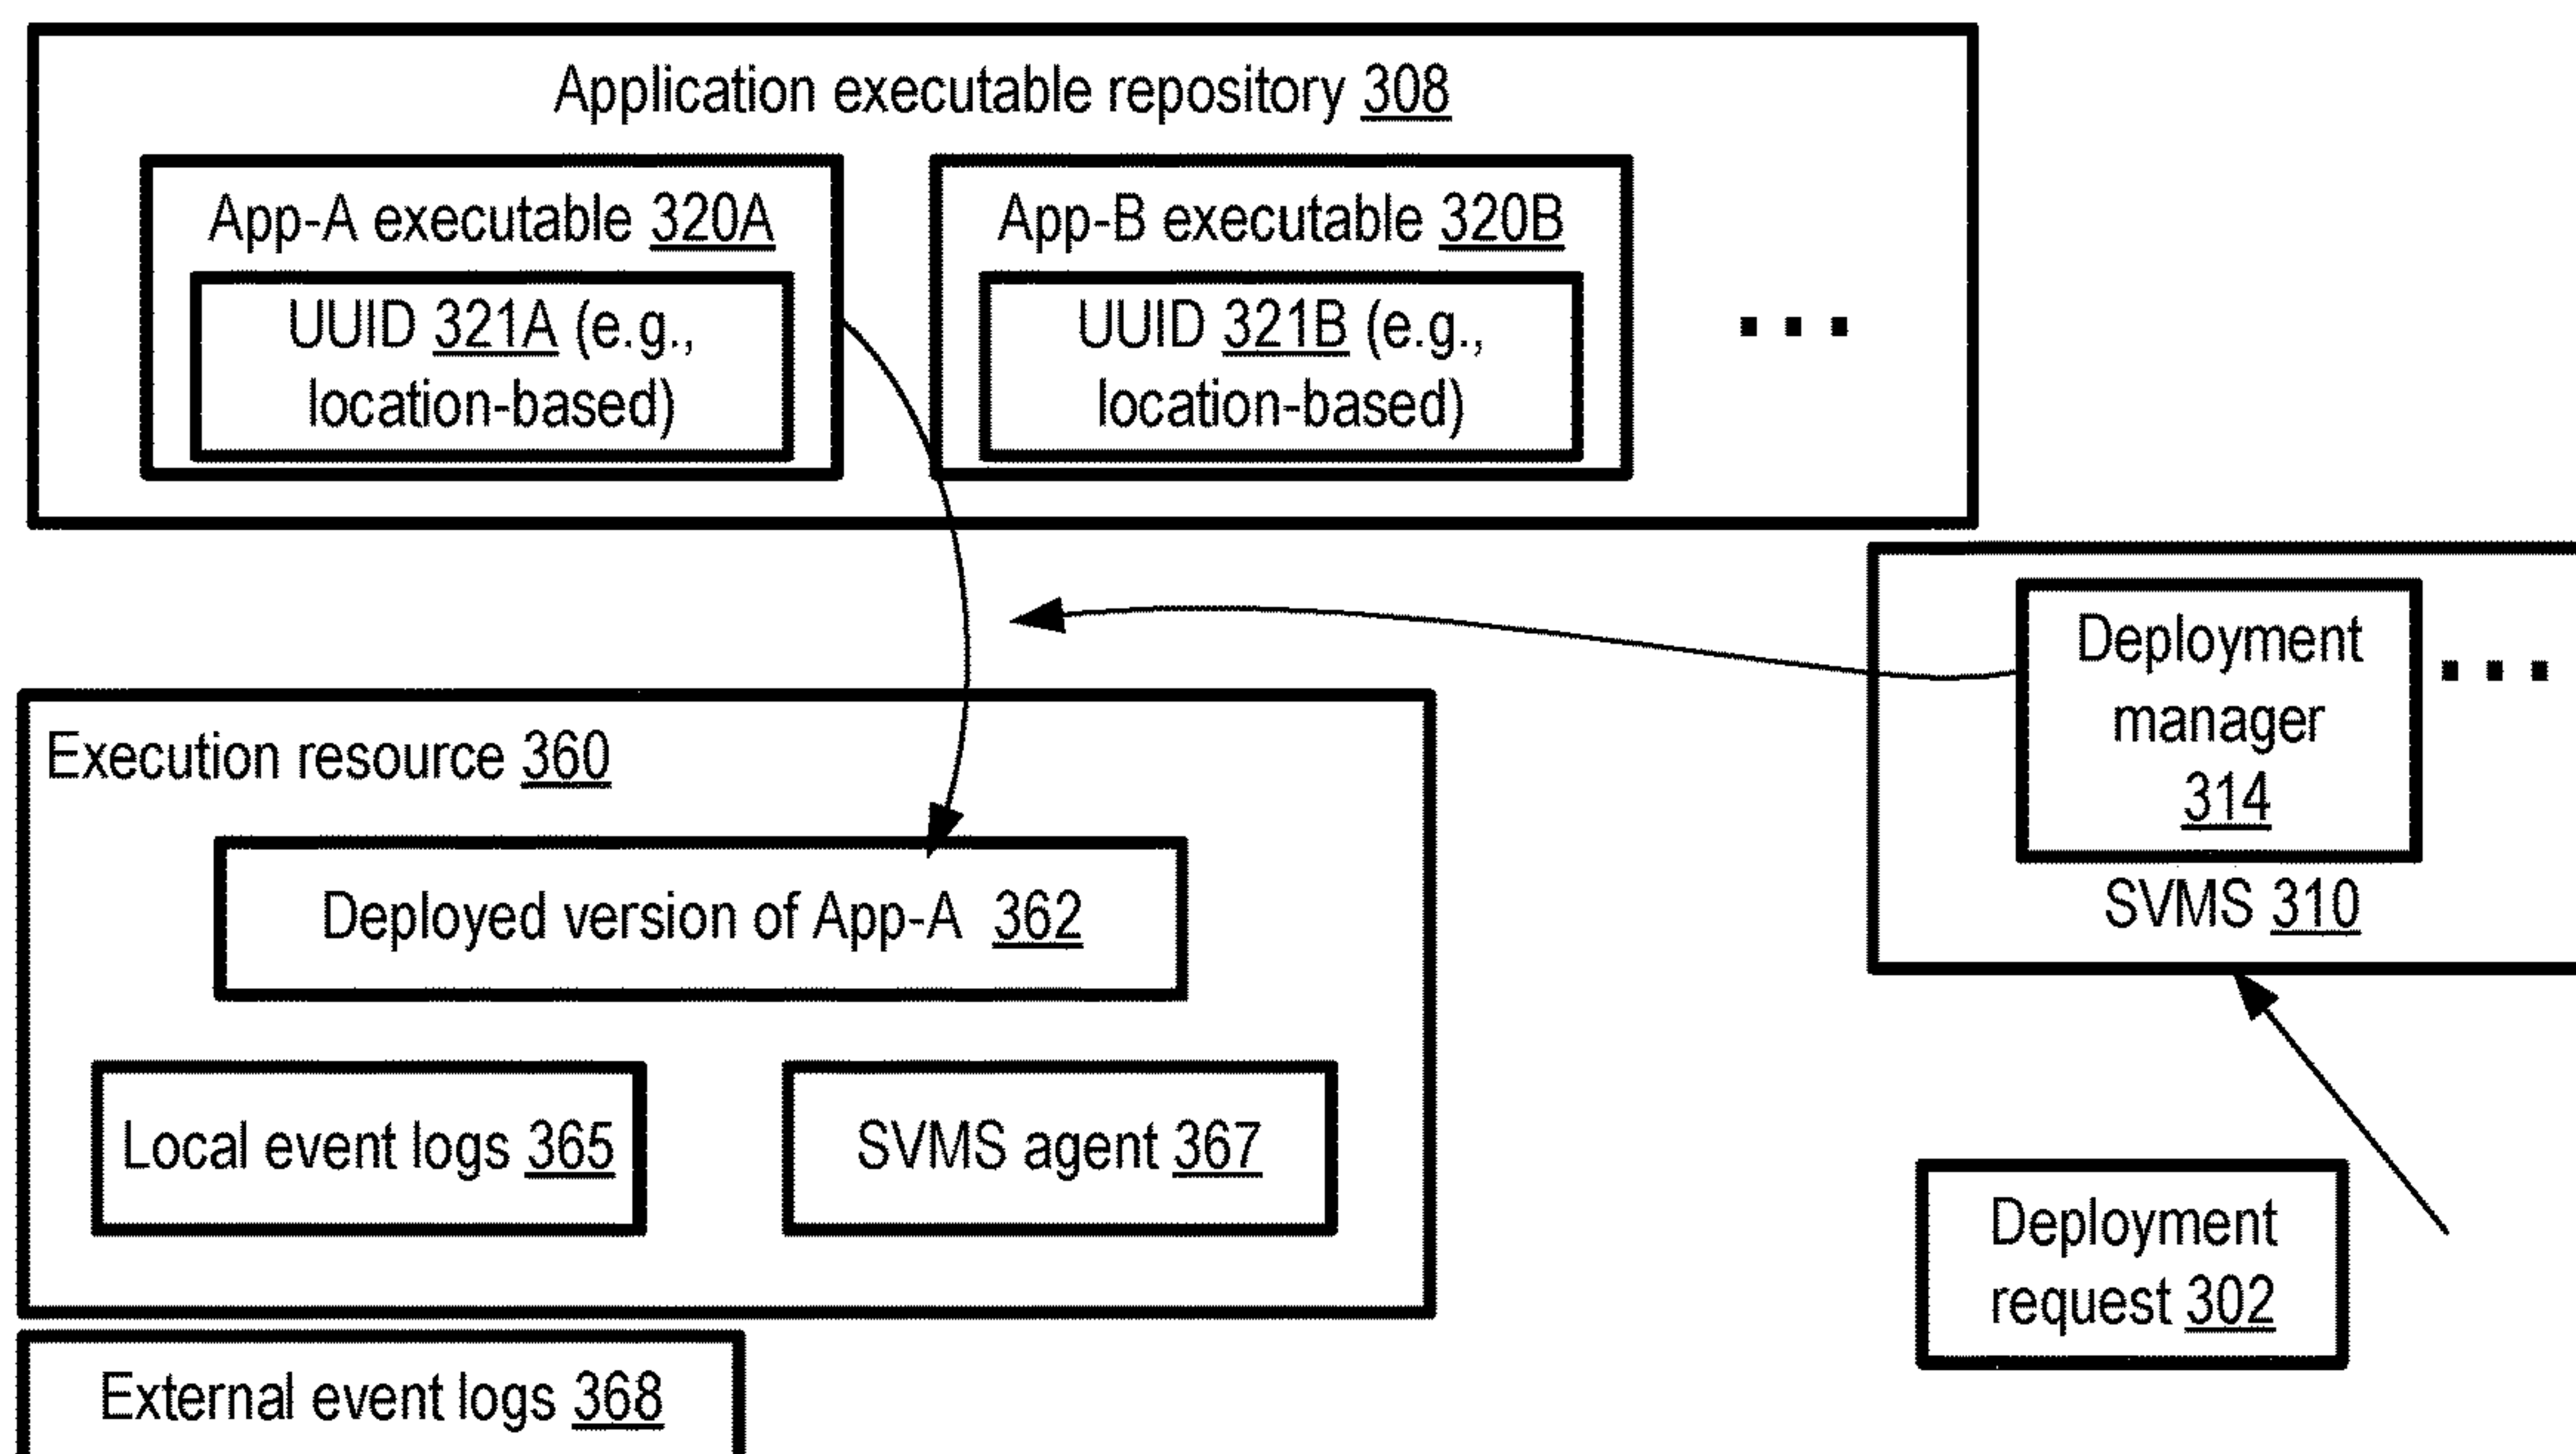 Application executable repository 308
App-A executable 320A
UUID 321A (e.g.,
location-based)
App-B executable 320B
UUID 321B (e.g.,
location-based)
...
Deployment
manager
314
...
SVMS 310
Execution resource 360
Deployed version of App-A 362
Local event logs 365
SVMS agent 367
Deployment
request 302
External event logs 368